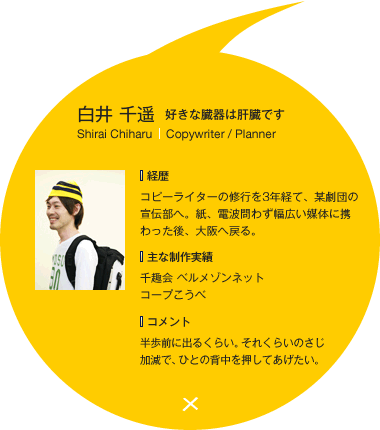 白井 千遥 好きな臓器は肝臓です
Shirai Chiharu | Copywriter / Planner
経歴
コピーライターの修行を3年経て、某劇団の
宣伝部へ。紙、電波問わず幅広い媒体に携
わった後、大阪へ戻る。
主な制作実績
千趣会 ベルメゾンネット
コープこうべ
コメント
半歩前に出るくらい。それくらいのさじ
加減で、ひとの背中を押してあげたい。